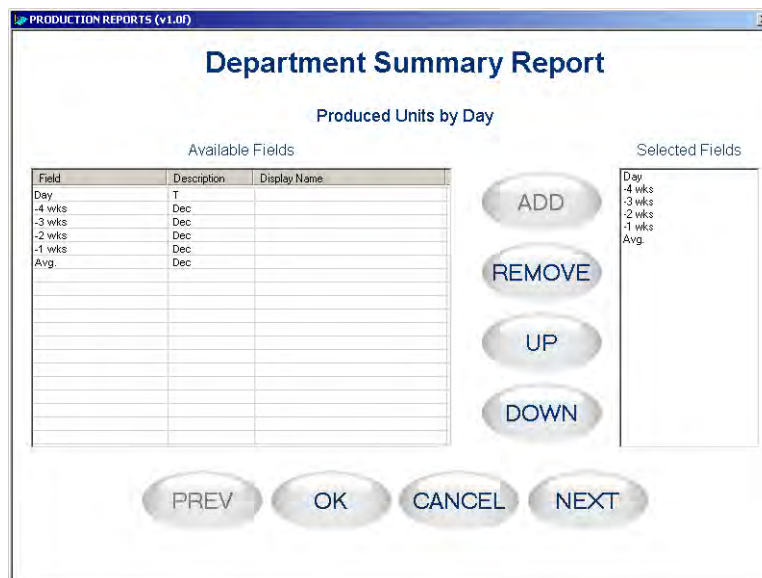 PRODUCTION REPORTS (v1.0f)
Department Summary Report
Produced Units by Day
Available Fields
Selected Fields
Field Description Display Name
Day T
-4 wks Dec
-3 wks Dec
-2 wks Dec
-1 wks Dec
Avg. Dec
ADD
REMOVE
UP
DOWN
Day
-4 wks
-3 wks
-2 wks
-1 wks
Avg.
PREV OK CANCEL NEXT